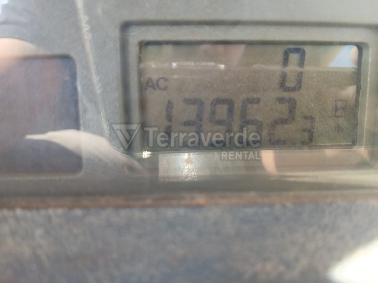 0
AC
13962 3
Terraverde
RENTAL